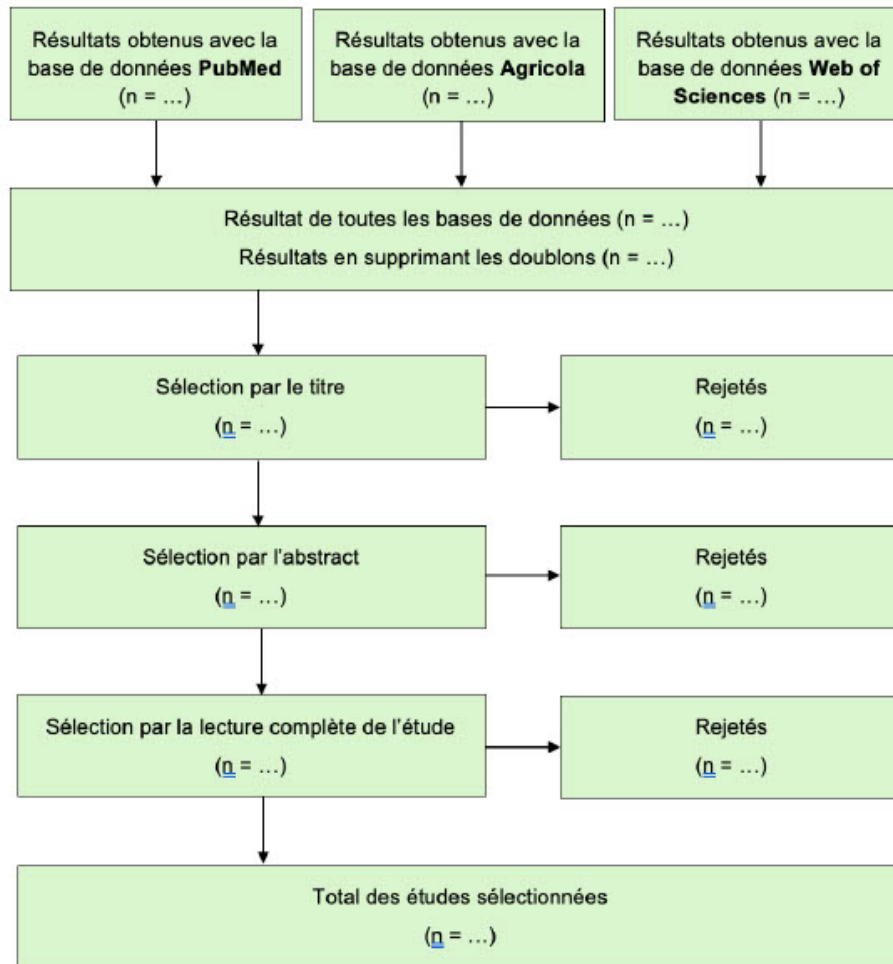 Résultats obtenus avec la
base de données PubMed
(n = …)
Résultats obtenus avec la
base de données Agricola
(n = …)
Résultats obtenus avec la
base de données Web of
Sciences (n = …)
Résultat de toutes les bases de données (n = …)
Résultats en supprimant les doublons (n = …)
Sélection par le titre
(n = …)
Rejetés
(n = …)
Sélection par l'abstract
(n = …)
Rejetés
(n = …)
Sélection par la lecture complète de l'étude
(n = …)
Rejetés
(n = …)
Total des études sélectionnées
(n = …)